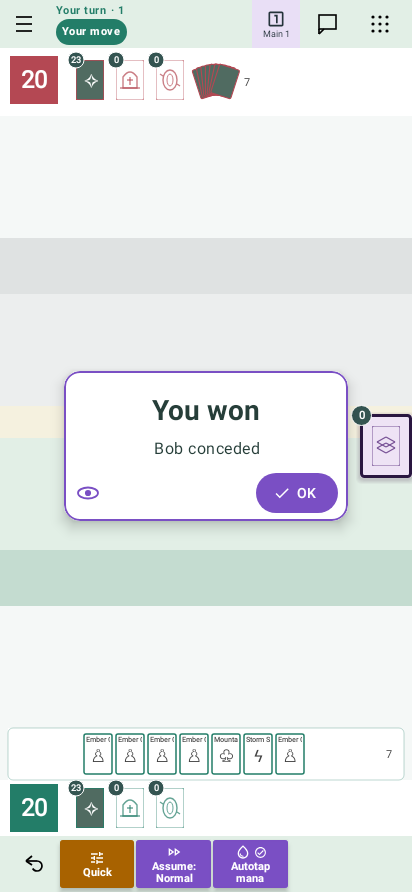 Your turn · 1
Your move
1
Main 1
20
23
0
0
7
You won
Bob conceded
OK
0
Ember
Ember
Ember
Ember
Mounta
Storm S
Ember
7
20
23
0
0
Quick
Assume:
Normal
Autotap
mana